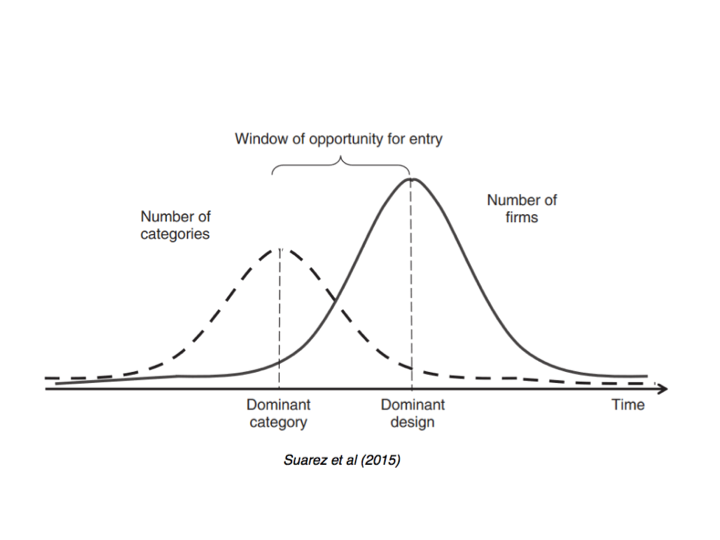 Window of opportunity for entry
Number of
categories
Number of
firms
Dominant
category
Dominant
design
Time
Suarez et al (2015)